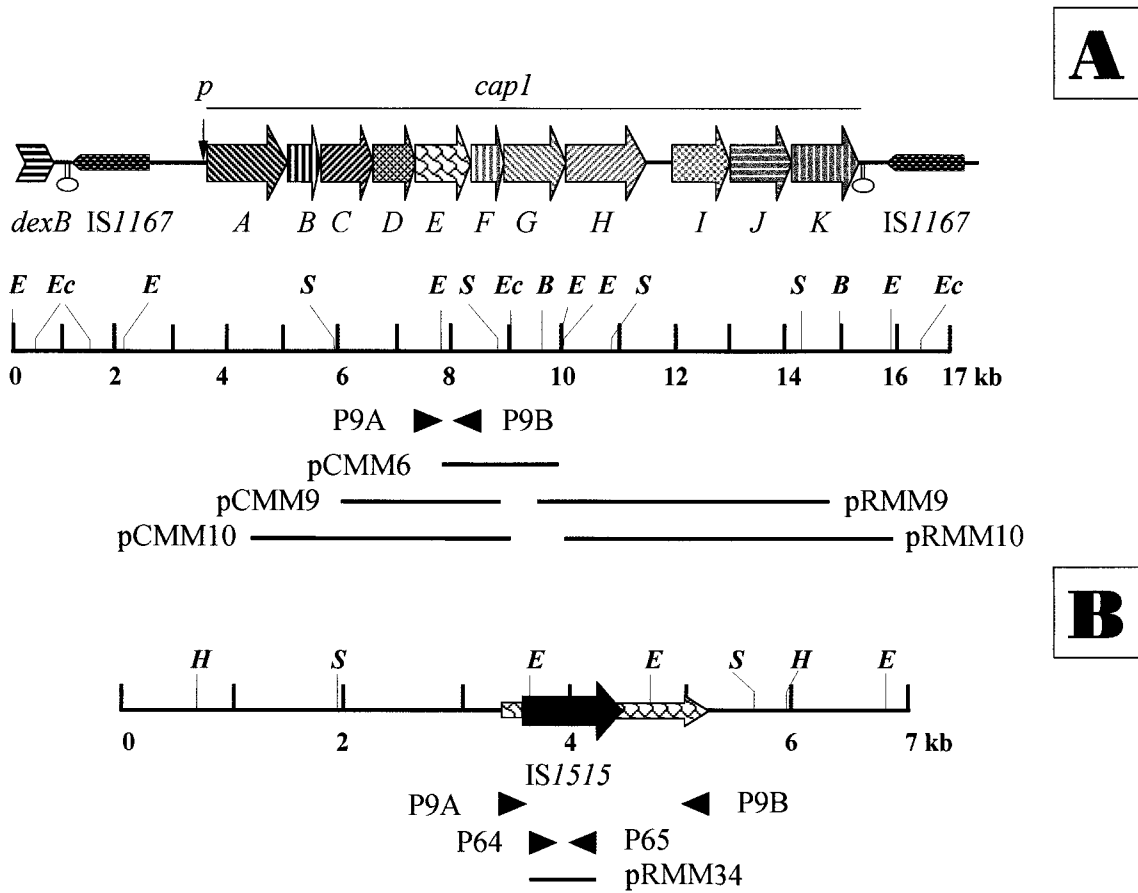 A
p cap1
dexB IS1167 A B C D E F G H I J K IS1167
E Ec E S E S Ec B E E S S B E Ec
0 2 4 6 8 10 12 14 16 17 kb
P9A P9B
pCMM6
pCMM9 pRMM9
pCMM10 pRMM10
B
H S E E S H E
0 2 4 6 7 kb
IS1515
P9A P9B
P64 P65
pRMM34